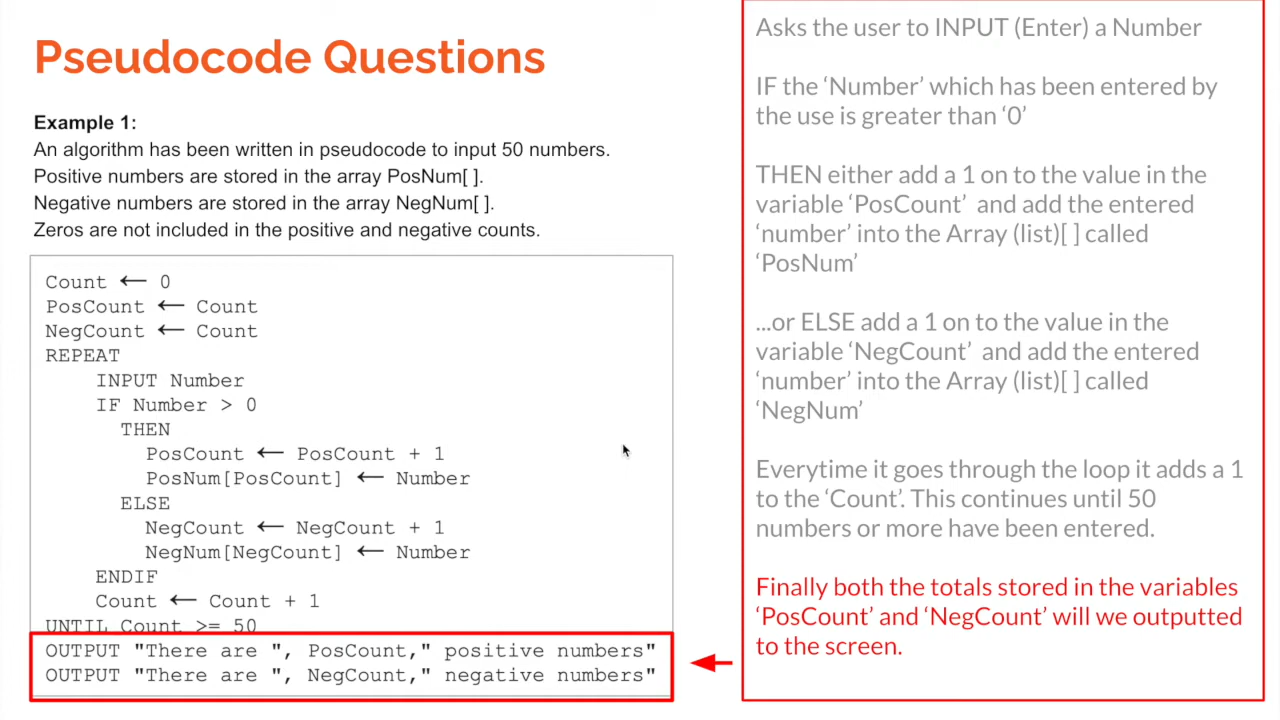 Pseudocode Questions
Example 1:
An algorithm has been written in pseudocode to input 50 numbers.
Positive numbers are stored in the array PosNum[ ].
Negative numbers are stored in the array NegNum[ ].
Zeros are not included in the positive and negative counts.
Count ← 0
PosCount ← Count
NegCount ← Count
REPEAT
INPUT Number
IF Number > 0
THEN
PosCount ← PosCount + 1
PosNum[PosCount] ← Number
ELSE
NegCount ← NegCount + 1
NegNum[NegCount] ← Number
ENDIF
Count ← Count + 1
UNTIL Count >= 50
OUTPUT "There are ", PosCount," positive numbers"
OUTPUT "There are ", NegCount," negative numbers"
Asks the user to INPUT (Enter) a Number
IF the ‘Number’ which has been entered by
the use is greater than ‘0’
THEN either add a 1 on to the value in the
variable ‘PosCount’ and add the entered
‘number’ into the Array (list)[ ] called
‘PosNum’
...or ELSE add a 1 on to the value in the
variable ‘NegCount’ and add the entered
‘number’ into the Array (list)[ ] called
‘NegNum’
Everytime it goes through the loop it adds a 1
to the ‘Count’. This continues until 50
numbers or more have been entered.
Finally both the totals stored in the variables
‘PosCount’ and ‘NegCount’ will we outputted
to the screen.